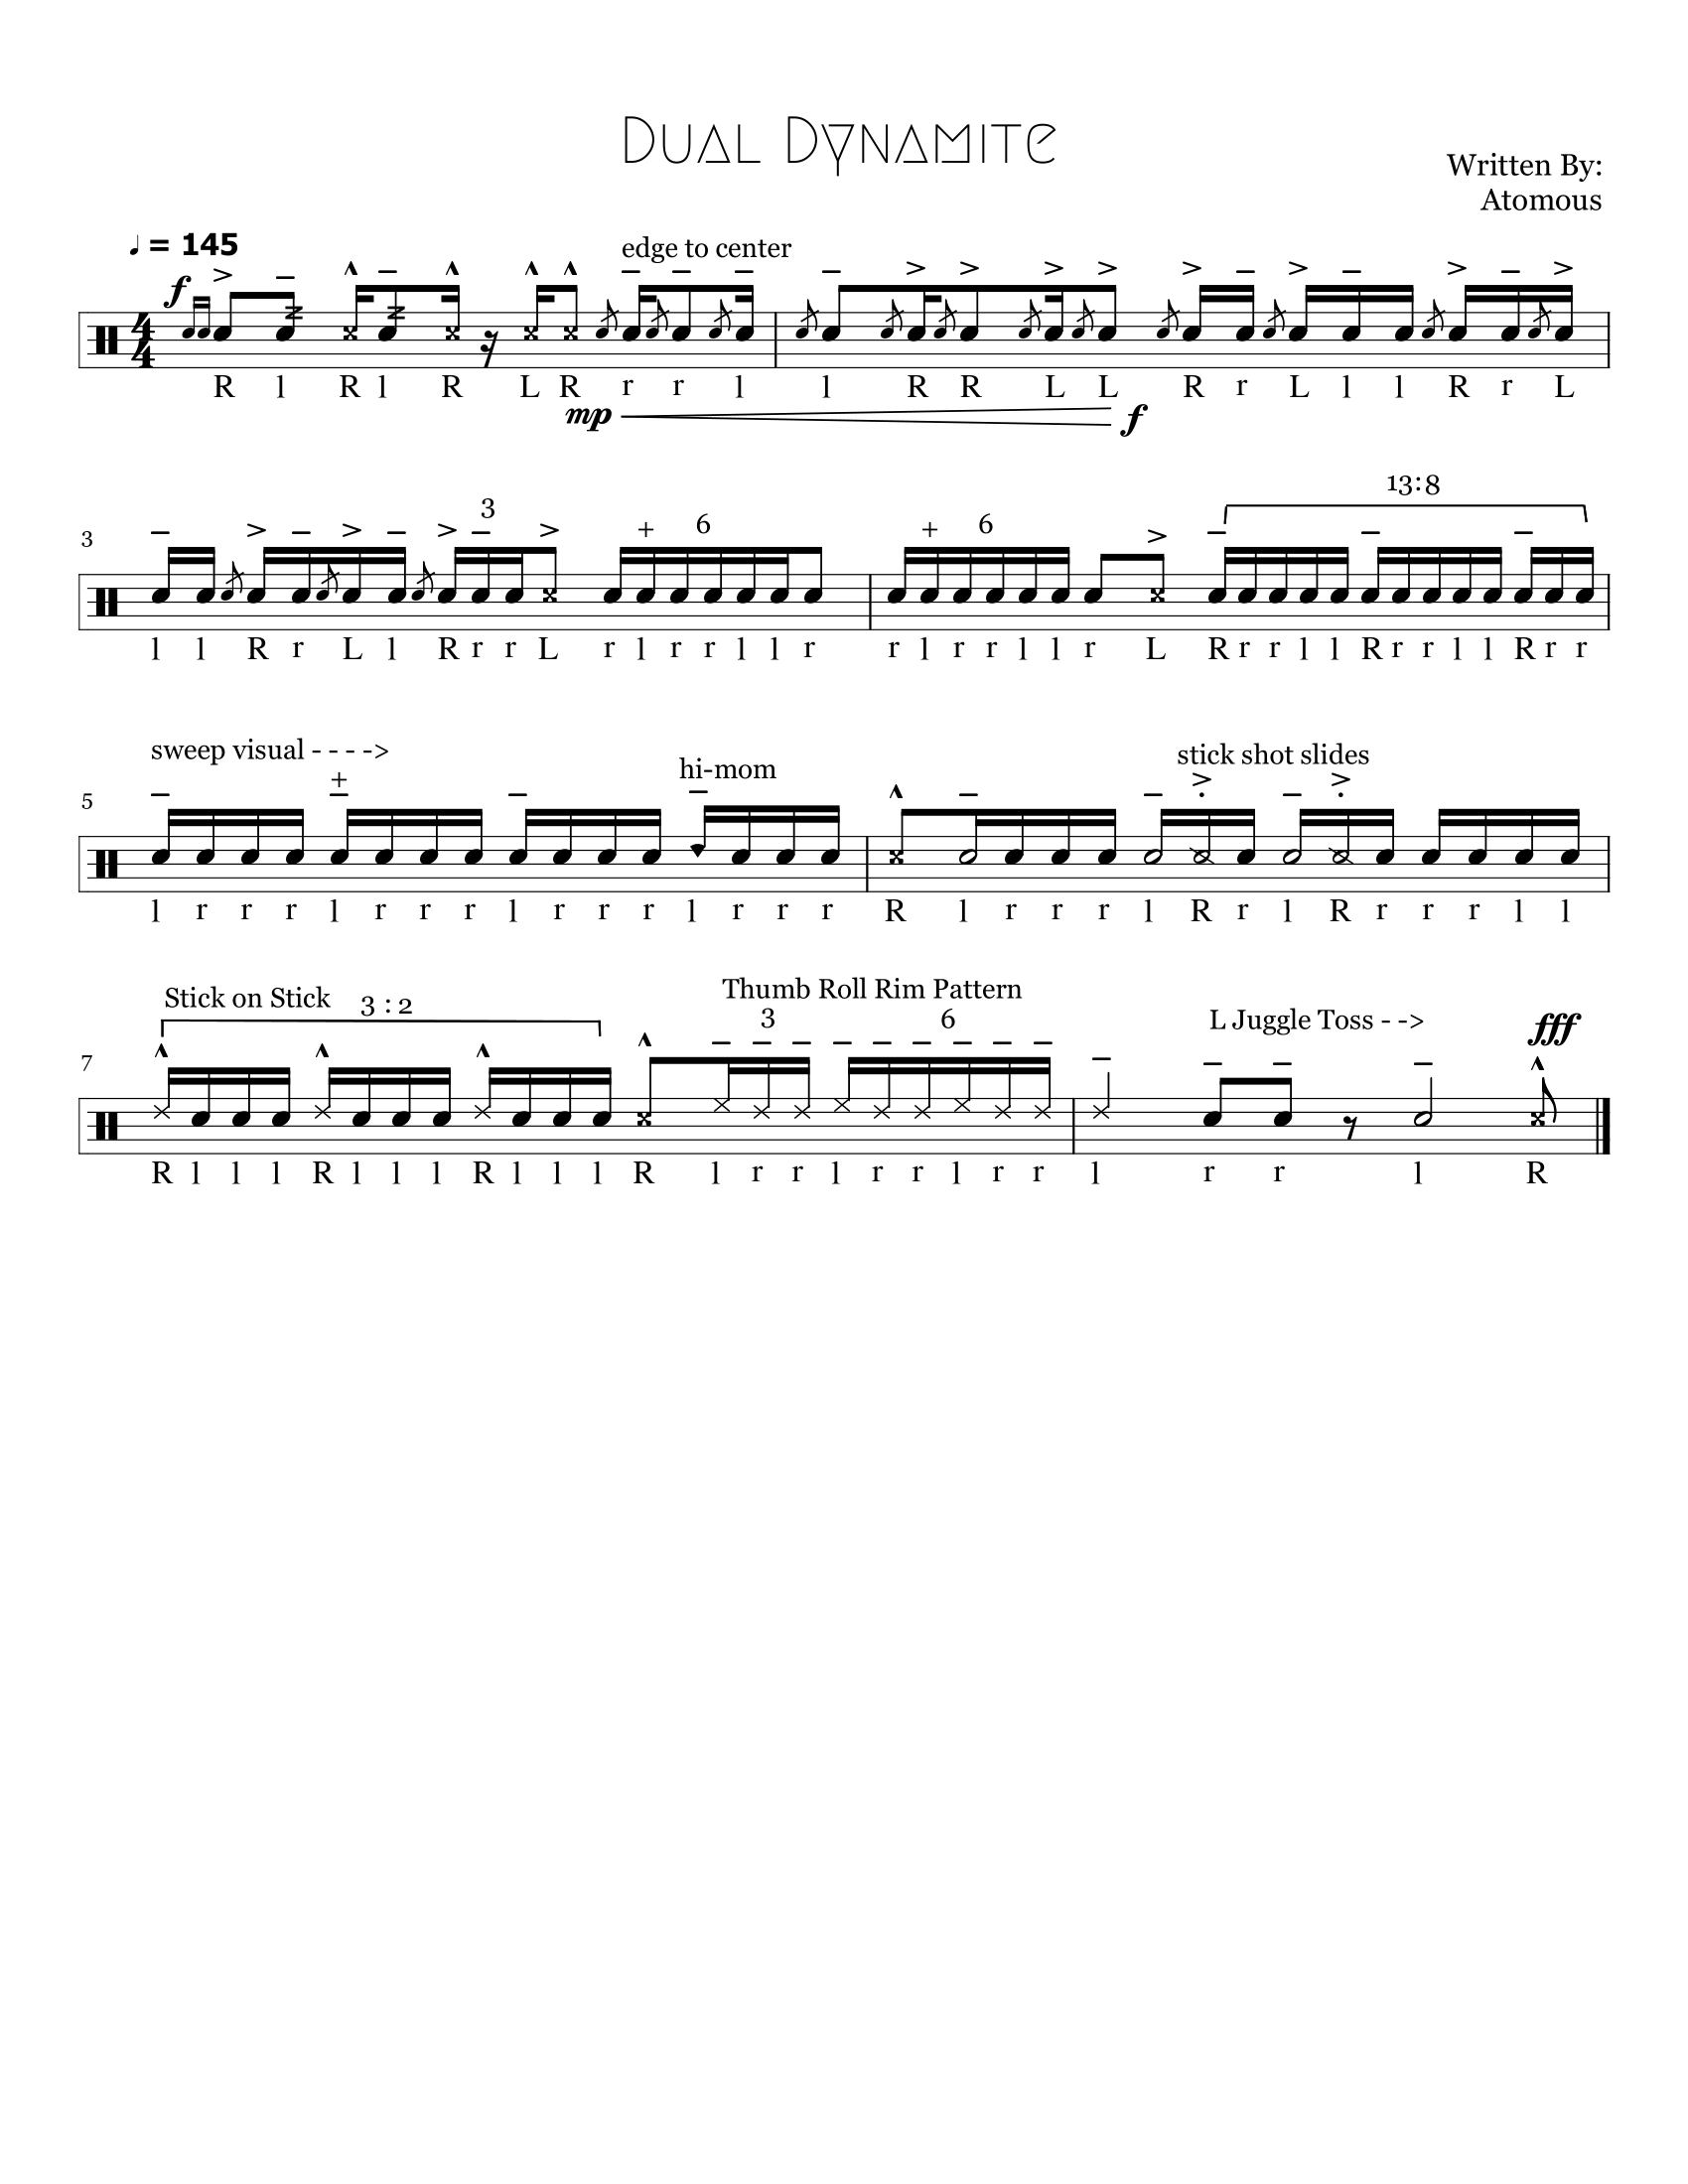 Dual Dynamite
Written By:
Atomous
♩ = 145
edge to center
f
R l R l R L R r r l l R R L L R r L l l R r L
mp f
13:8
3 6 6
+ +
3
l l R r L l R r r L r l r r l l r r l r r l l r L R r r l l R r r l l R r r
sweep visual - - - ->
hi-mom
stick shot slides
+
5
l r r r l r r r l r r r l r r r R l r r r l R r l R r r r l l
Thumb Roll Rim Pattern
Stick on Stick
3 : 2
3 6
L Juggle Toss - ->
fff
7
R l l l R l l l R l l l R l r r l r r l r r l r r l R